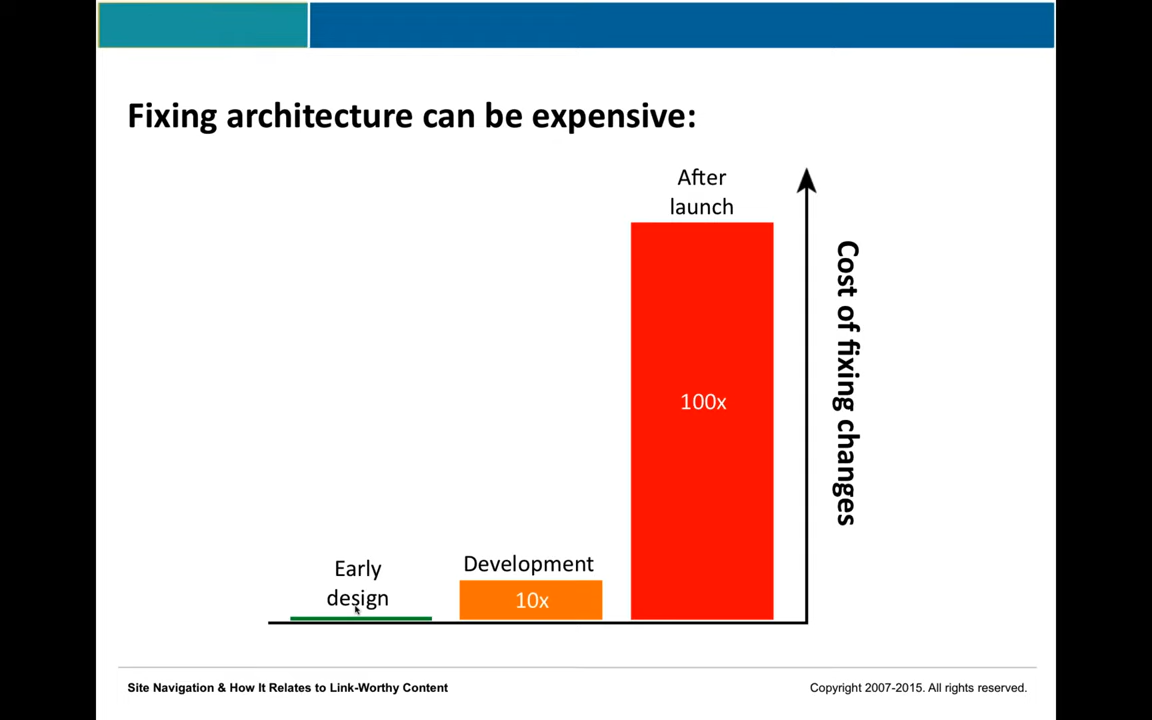 Fixing architecture can be expensive:
After
launch
Cost of fixing changes
100x
Early
design
Development
10x
Site Navigation & How It Relates to Link-Worthy Content
Copyright 2007-2015. All rights reserved.